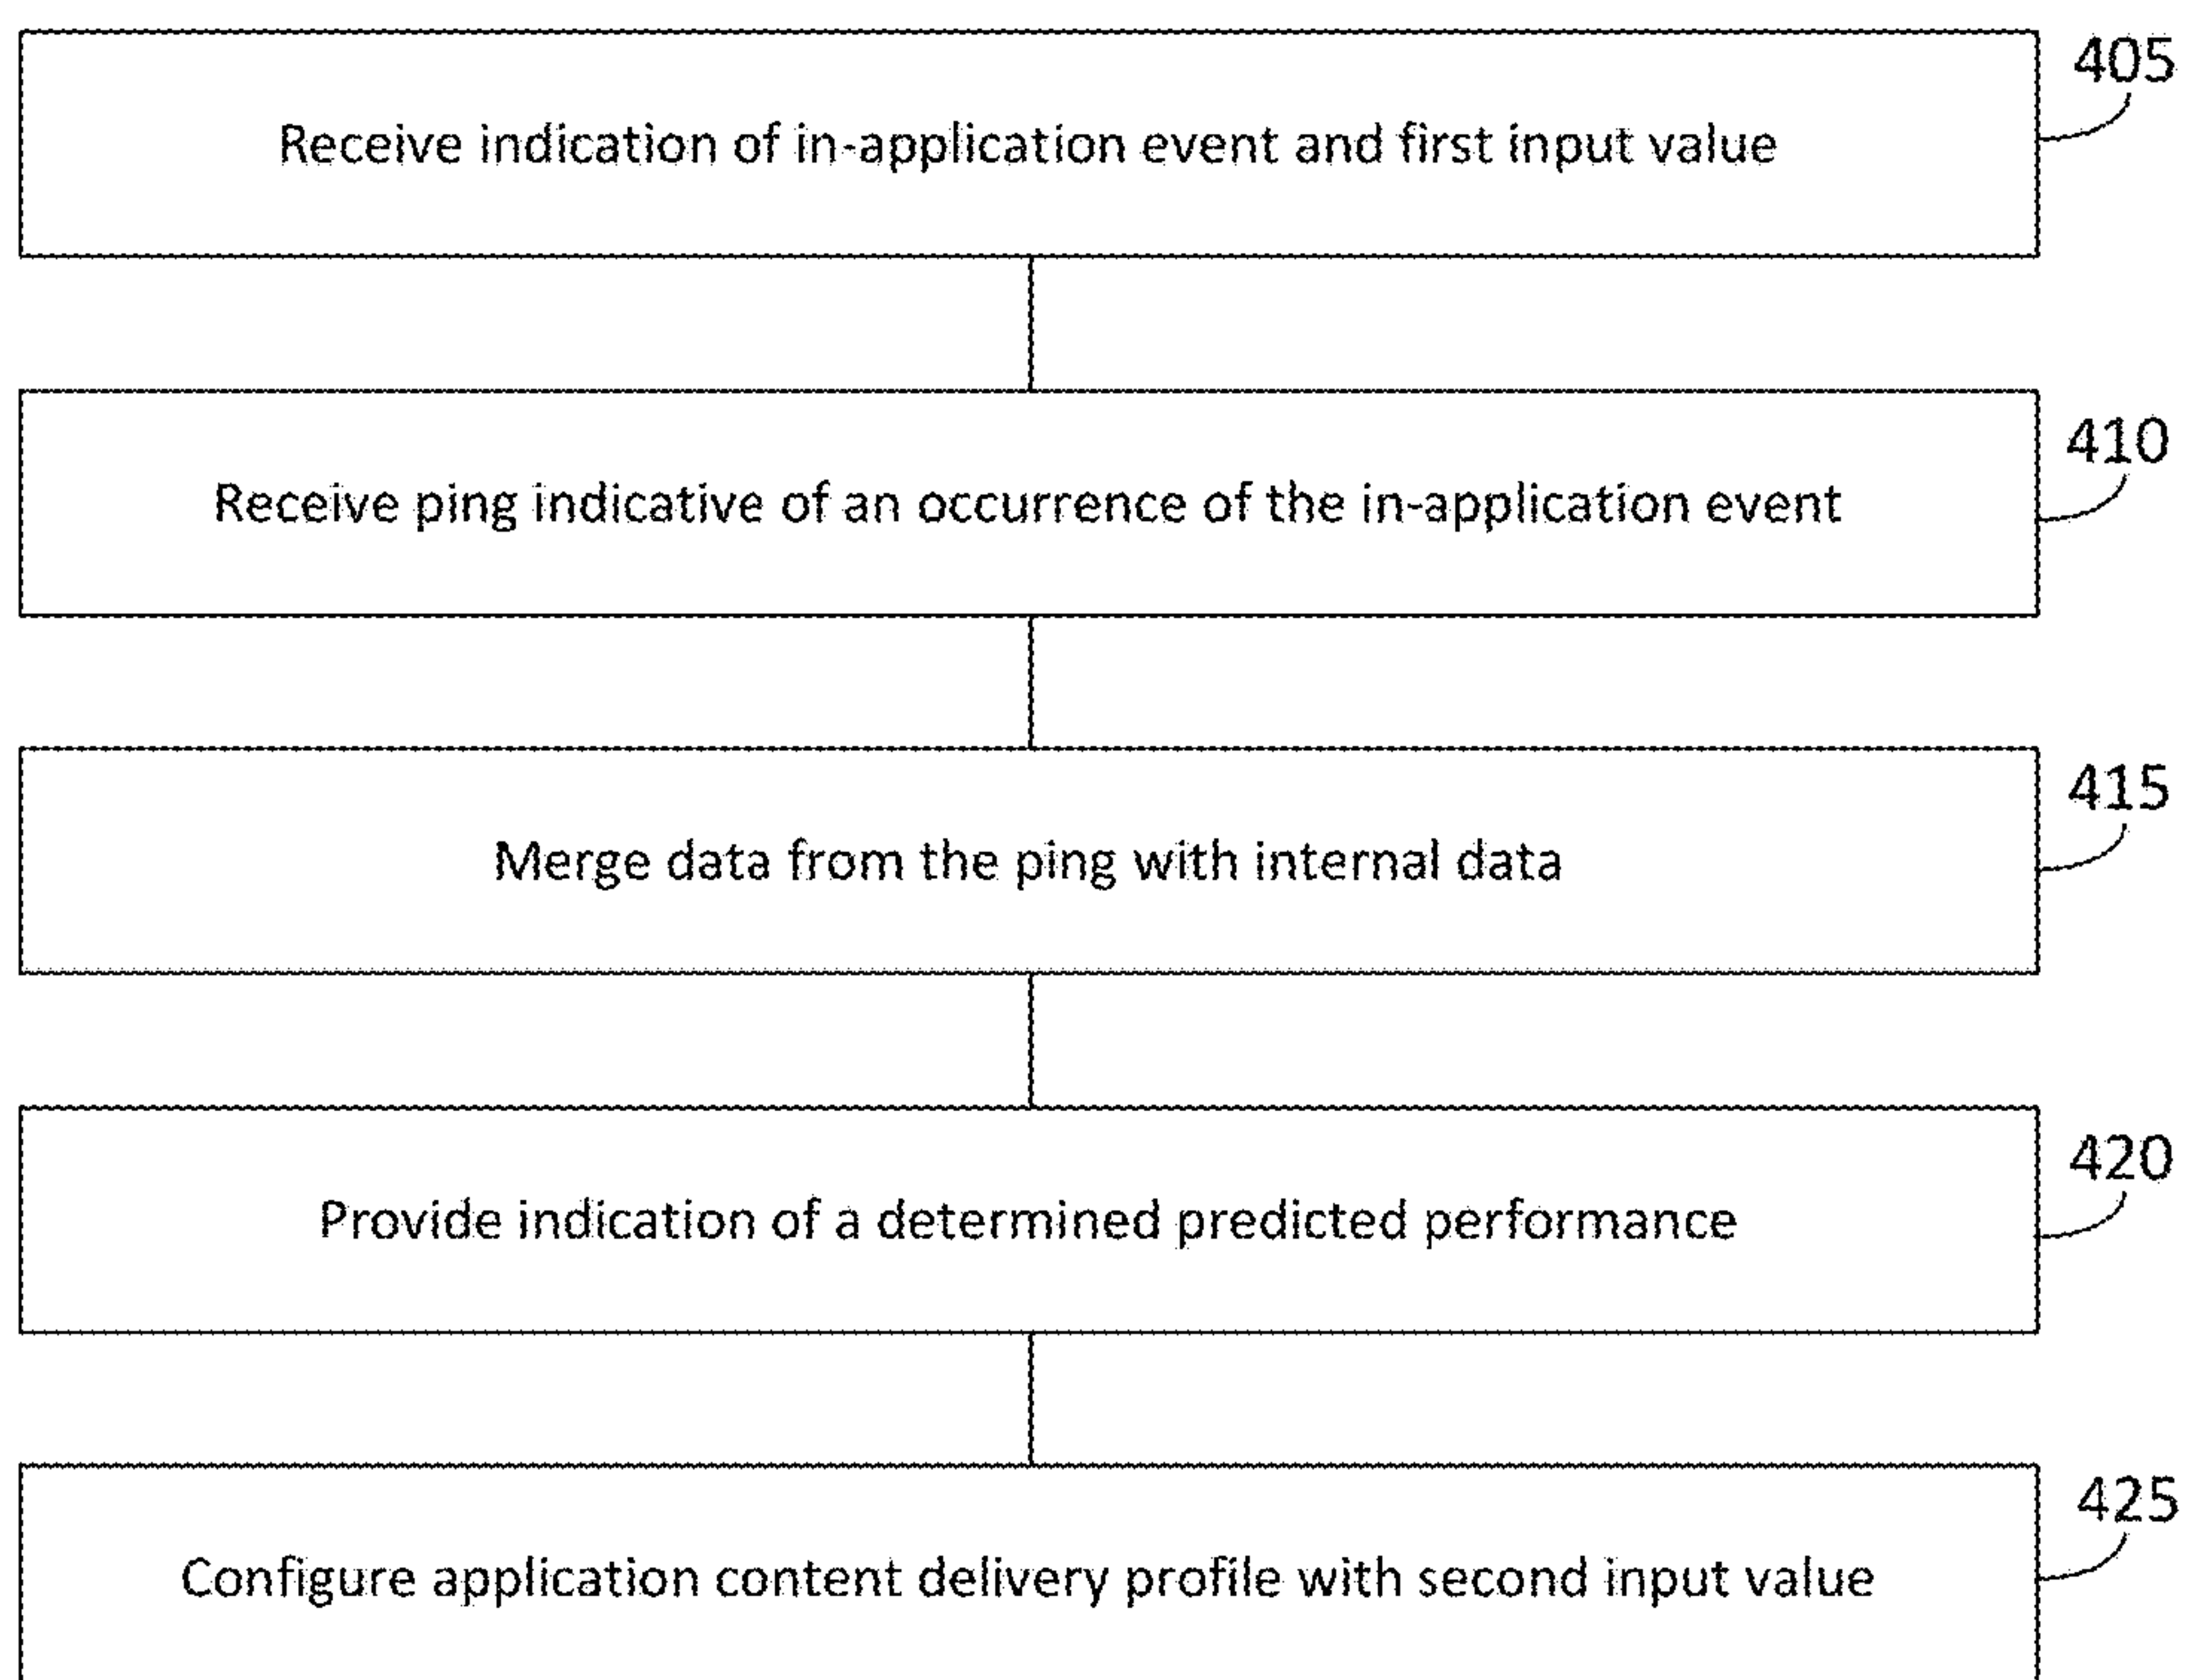 405
Receive indication of in-application event and first input value
410
Receive ping indicative of an occurrence of the in-application event
415
Merge data from the ping with internal data
420
Provide indication of a determined predicted performance
425
Configure application content delivery profile with second input value